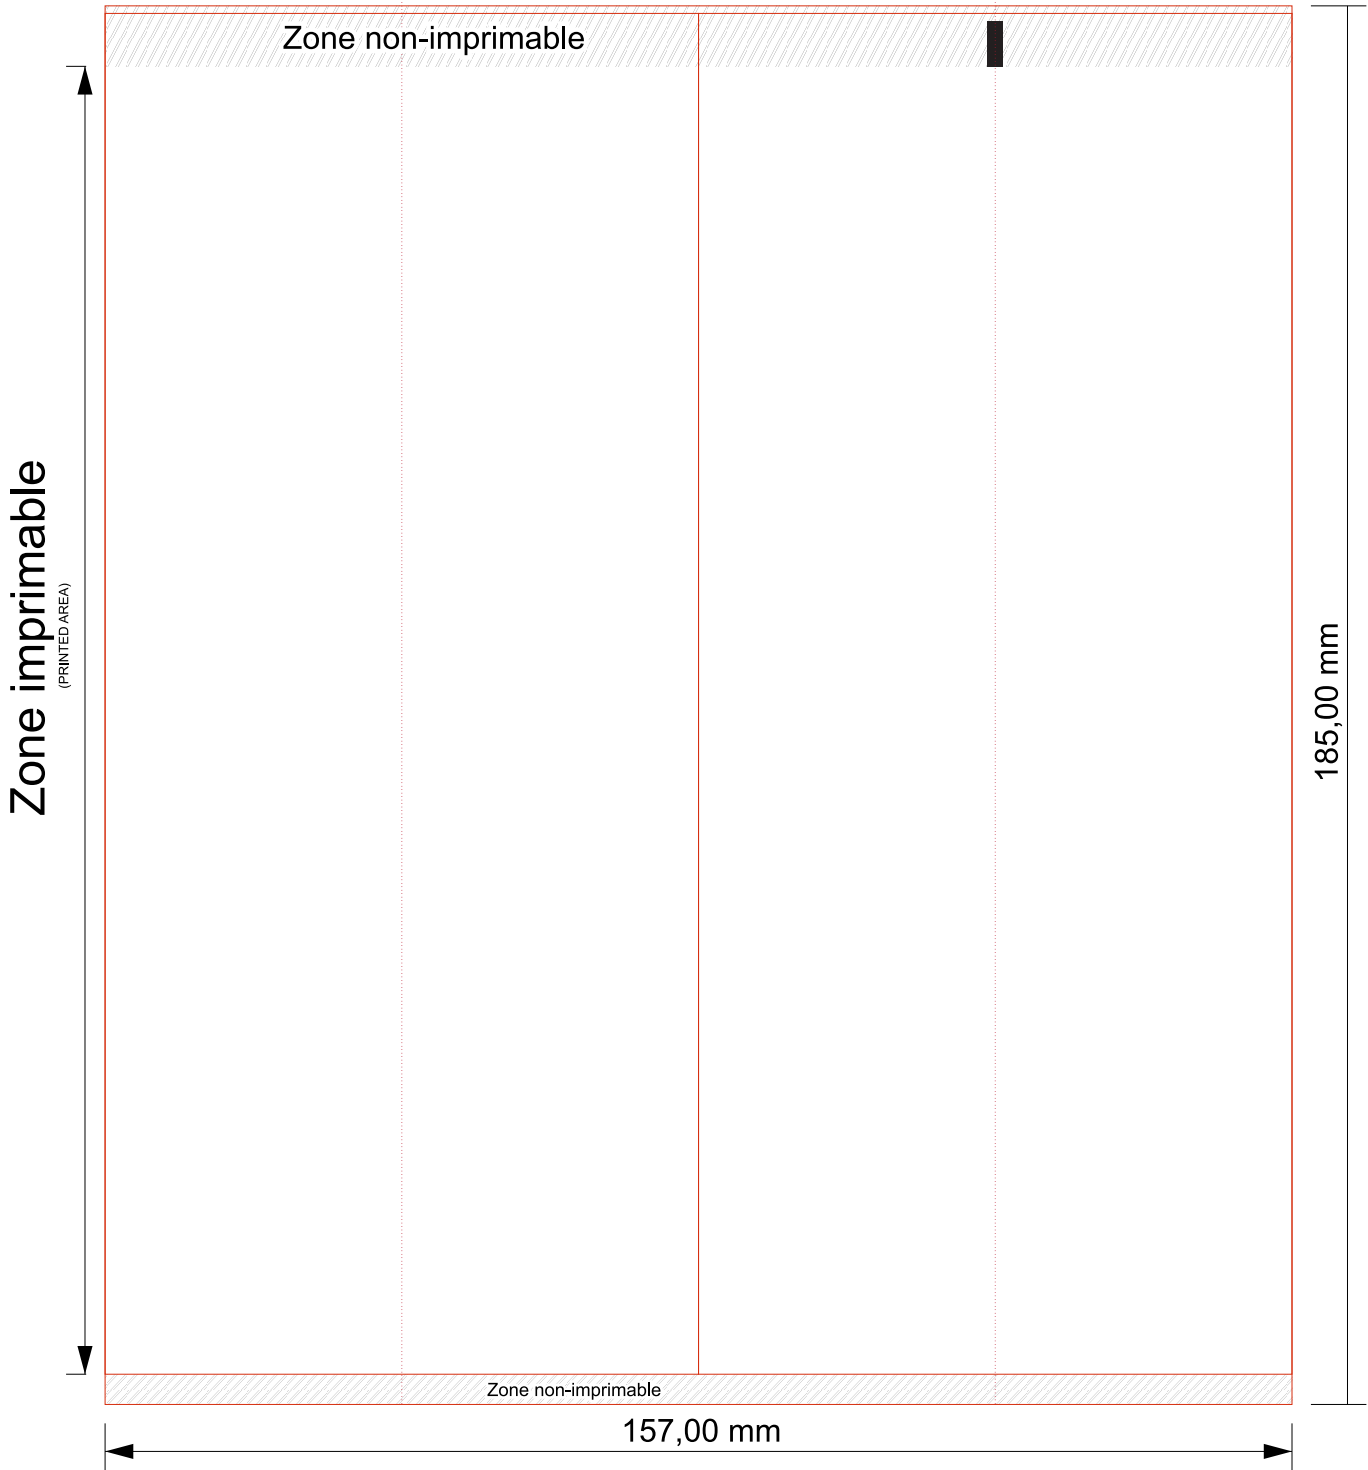 Zone non-imprimable
Zone imprimable
(PRINTED AREA)
185,00 mm
Zone non-imprimable
157,00 mm